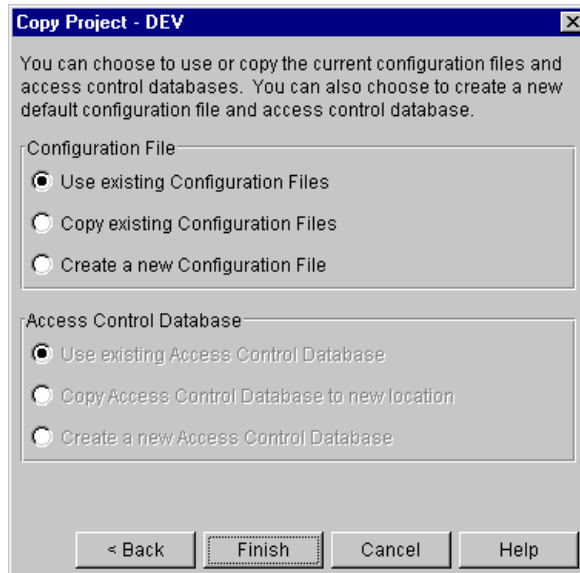 Copy Project - DEV
You can choose to use or copy the current configuration files and
access control databases.  You can also choose to create a new
default configuration file and access control database.
Configuration File
Use existing Configuration Files
Copy existing Configuration Files
Create a new Configuration File
Access Control Database
Use existing Access Control Database
Copy Access Control Database to new location
Create a new Access Control Database
< Back Finish Cancel Help